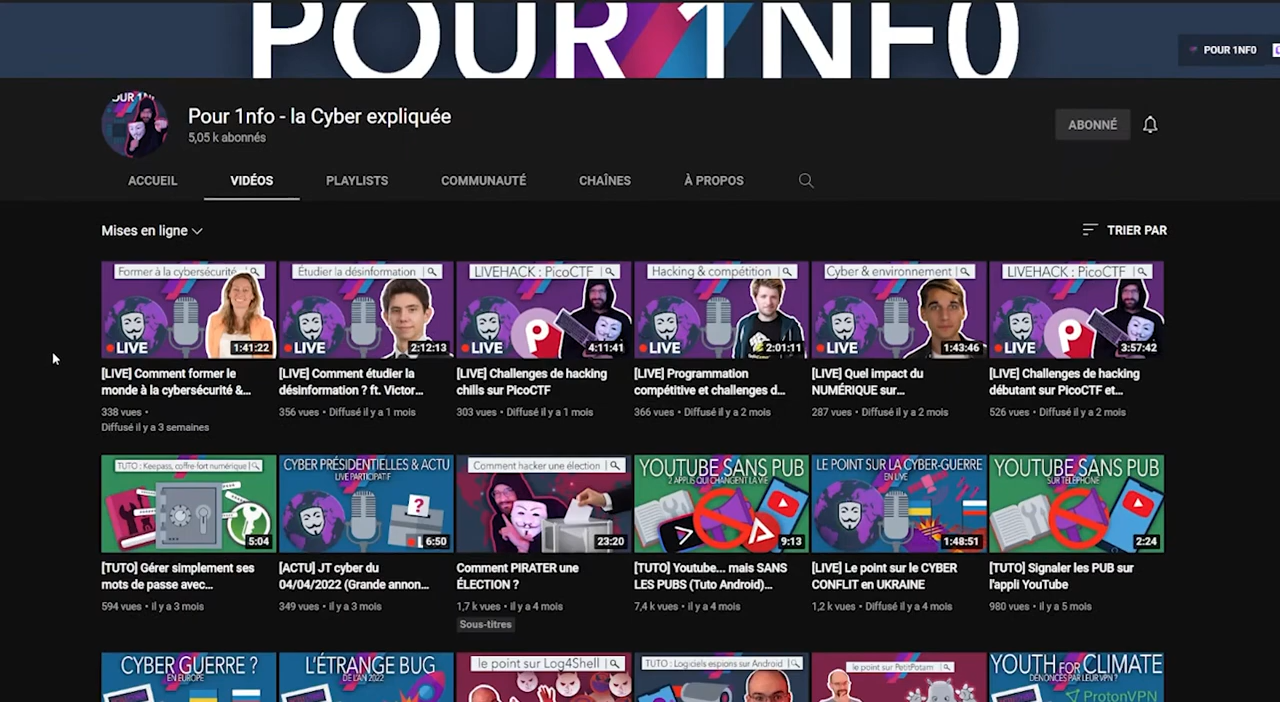 POUR 1NF0
POUR 1NF0
Pour 1nfo - la Cyber expliquée
5,05 k abonnés
ABONNÉ
ACCUEIL VIDÉOS PLAYLISTS COMMUNAUTÉ CHAÎNES À PROPOS
Mises en ligne
TRIER PAR
Former à la cybersécurité
LIVE
1:41:22
[LIVE] Comment former le
monde à la cybersécurité &...
338 vues •
Diffusé il y a 3 semaines
Étudier la désinformation
LIVE
2:12:13
[LIVE] Comment étudier la
désinformation ? ft. Victor...
356 vues • Diffusé il y a 1 mois
LIVEHACK : PicoCTF
LIVE
4:11:41
[LIVE] Challenges de hacking
chills sur PicoCTF
303 vues • Diffusé il y a 1 mois
Hacking & compétition
LIVE
2:01:11
[LIVE] Programation
compétitive et challenges d...
366 vues • Diffusé il y a 2 mois
Cyber & environnement
LIVE
1:43:46
[LIVE] Quel impact du
NUMÉRIQUE sur...
287 vues • Diffusé il y a 2 mois
LIVEHACK : PicoCTF
LIVE
3:57:42
[LIVE] Challenges de hacking
débutant sur PicoCTF et...
526 vues • Diffusé il y a 2 mois
TUTO : Keepass, coffre-fort numérique
5:04
[TUTO] Gérer simplement ses
mots de passe avec...
594 vues • il y a 3 mois
CYBER PRÉSIDENTIELLES & ACTU
LIVE PARTICIPATIF
?
6:50
[ACTU] JT cyber du
04/04/2022 (Grande annon...
349 vues • il y a 3 mois
Comment hacker une élection
23:20
Comment PIRATER une
ÉLECTION ?
1,7 k vues • il y a 4 mois
Sous-titres
YOUTUBE SANS PUB
2 APPLIS QUI CHANGENT LA VIE
9:13
[TUTO] Youtube... mais SANS
LES PUBS (Tuto Android)...
7,4 k vues • il y a 4 mois
LE POINT SUR LA CYBER-GUERRE
EN LIVE
1:48:51
[LIVE] Le point sur le CYBER
CONFLIT en UKRAINE
1,2 k vues • Diffusé il y a 4 mois
YOUTUBE SANS PUB
SUR TÉLÉPHONE
2:24
[TUTO] Signaler les PUB sur
l'appli YouTube
980 vues • il y a 5 mois
CYBER GUERRE ?
EN EUROPE
L'ÉTRANGE BUG
DE L'AN 2022
le point sur Log4Shell
TUTO : Logiciels espions sur Android
le point sur PetitPotam
YOUTH FOR CLIMATE
DÉNONCÉS PAR LEUR VPN ?
ProtonVPN